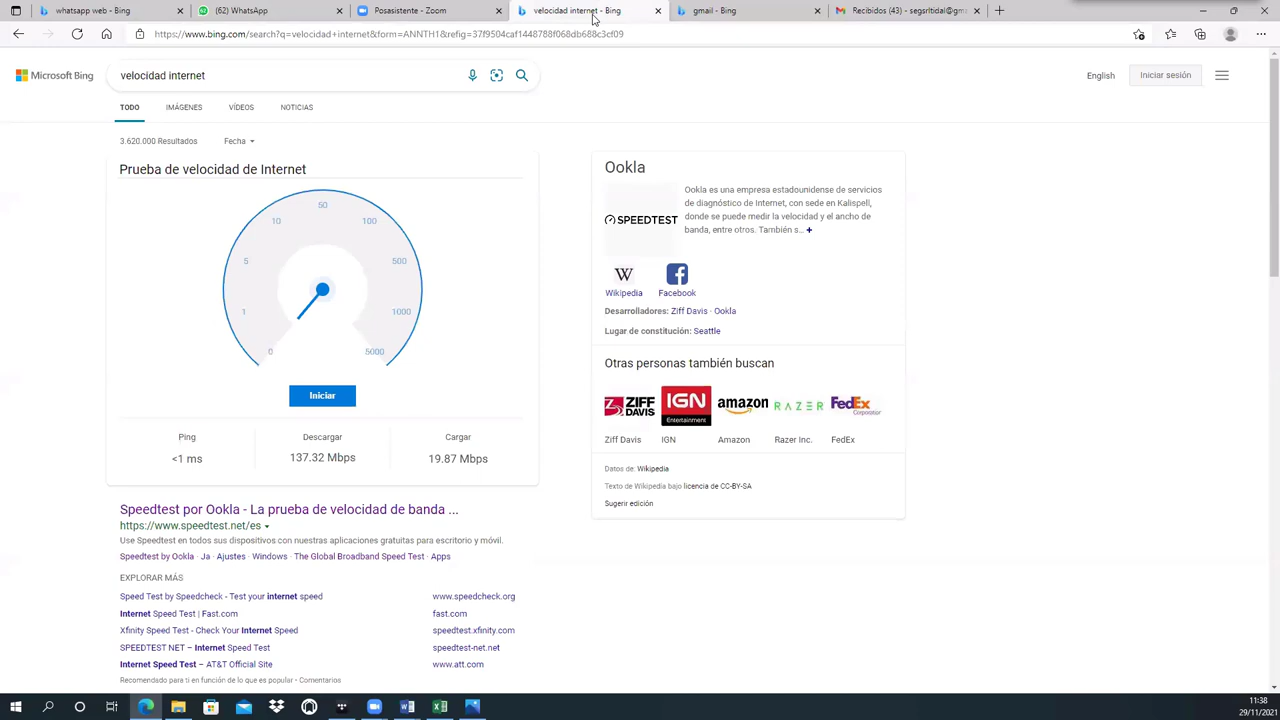 whatsapp web - Bing
(62) WhatsApp
Polo asistente - Zoom
velocidad internet - Bing
gmail - Bing
Recibidos (4) - segsrltidal@gm
https://www.bing.com/search?q=velocidad+internet&form=ANNTH1&refig=37f9504caf1448788f068db688c3cf09
Microsoft Bing
velocidad internet
English
Iniciar sesión
TODO
IMÁGENES
VÍDEOS
NOTICIAS
3.620.000 Resultados
Fecha
Prueba de velocidad de Internet
50
10
100
5
500
1
1000
0
5000
Iniciar
Ping
Descargar
Cargar
<1 ms
137.32 Mbps
19.87 Mbps
Speedtest por Ookla - La prueba de velocidad de banda ...
https://www.speedtest.net/es
Use Speedtest en todos sus dispositivos con nuestras aplicaciones gratuitas para escritorio y móvil.
Speedtest by Ookla · Ja · Ajustes · Windows · The Global Broadband Speed Test · Apps
EXPLORAR MÁS
Speed Test by Speedcheck - Test your internet speed
www.speedcheck.org
Internet Speed Test | Fast.com
fast.com
Xfinity Speed Test - Check Your Internet Speed
speedtest.xfinity.com
SPEEDTEST NET – Internet Speed Test
speedtest-net.net
Internet Speed Test – AT&T Official Site
www.att.com
Recomendado para ti en función de lo que es popular • Comentarios
Ookla
SPEEDTEST
Ookla es una empresa estadounidense de servicios
de diagnóstico de Internet, con sede en Kalispell,
donde se puede medir la velocidad y el ancho de
banda, entre otros. También s... +
W
Wikipedia
Facebook
Desarrolladores: Ziff Davis · Ookla
Lugar de constitución: Seattle
Otras personas también buscan
ZIFF DAVIS
IGN
Entertainment
amazon
RAZER
FedEx
Corporation
Ziff Davis
IGN
Amazon
Razer Inc.
FedEx
Datos de: Wikipedia
Texto de Wikipedia bajo licencia de CC-BY-SA
Sugerir edición
11:38
29/11/2021